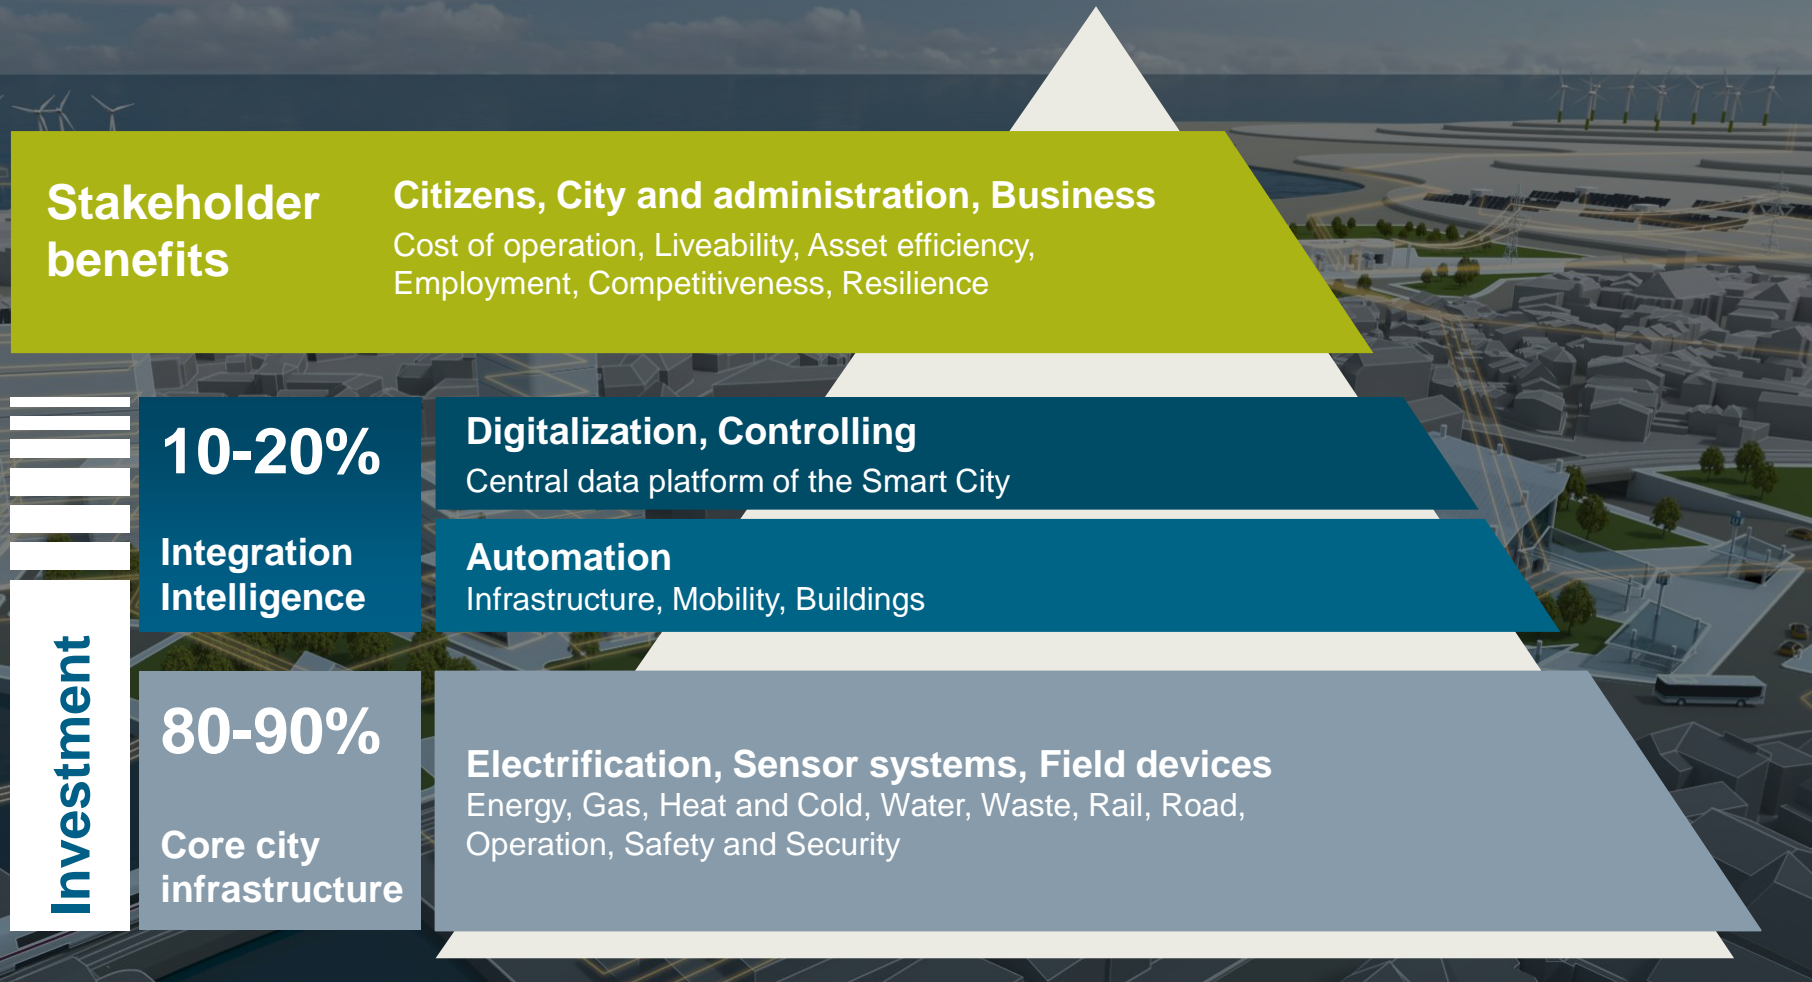 Stakeholder
benefits
Citizens, City and administration, Business
Cost of operation, Liveability, Asset efficiency,
Employment, Competitiveness, Resilience
10-20%
Integration
Intelligence
Digitalization, Controlling
Central data platform of the Smart City
Automation
Infrastructure, Mobility, Buildings
Investment
80-90%
Core city
infrastructure
Electrification, Sensor systems, Field devices
Energy, Gas, Heat and Cold, Water, Waste, Rail, Road,
Operation, Safety and Security